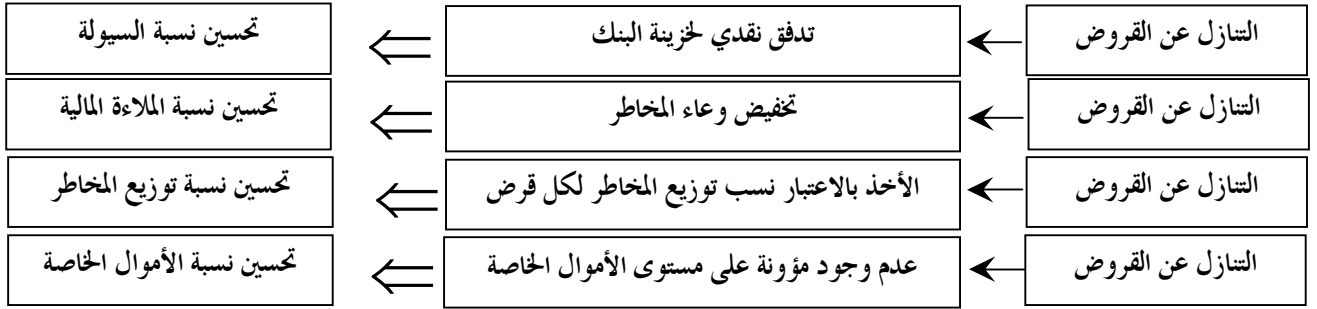 التنازل عن القروض
تدفق نقدي لخزينة البنك
تحسين نسبة السيولة
التنازل عن القروض
تخفيض وعاء المخاطر
تحسين نسبة الملاءة المالية
التنازل عن القروض
الأخذ بالاعتبار نسب توزيع المخاطر لكل قرض
تحسين نسبة توزيع المخاطر
التنازل عن القروض
عدم وجود مؤونة على مستوى الأموال الخاصة
تحسين نسبة الأموال الخاصة